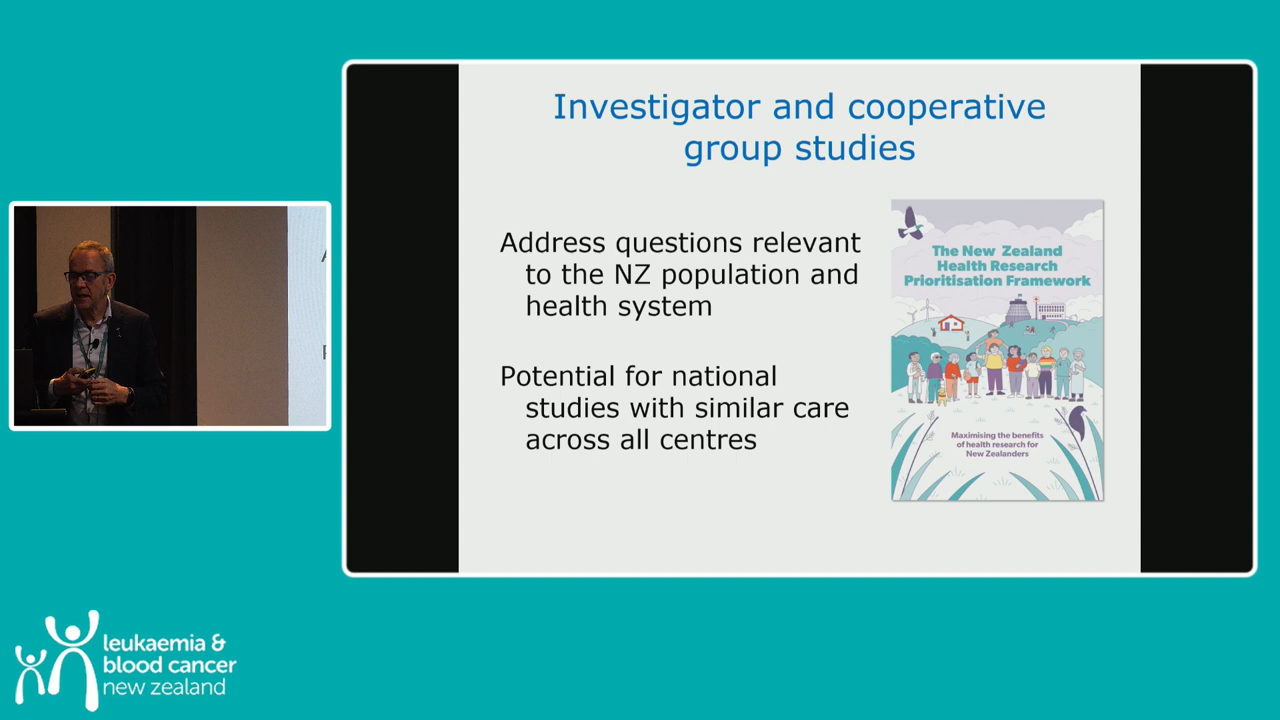 Investigator and cooperative
group studies
Address questions relevant
to the NZ population and
health system
Potential for national
studies with similar care
across all centres
The New Zealand
Health Research
Prioritisation Framework
Maximising the benefits
of health research for
New Zealanders
leukaemia &
blood cancer
new zealand